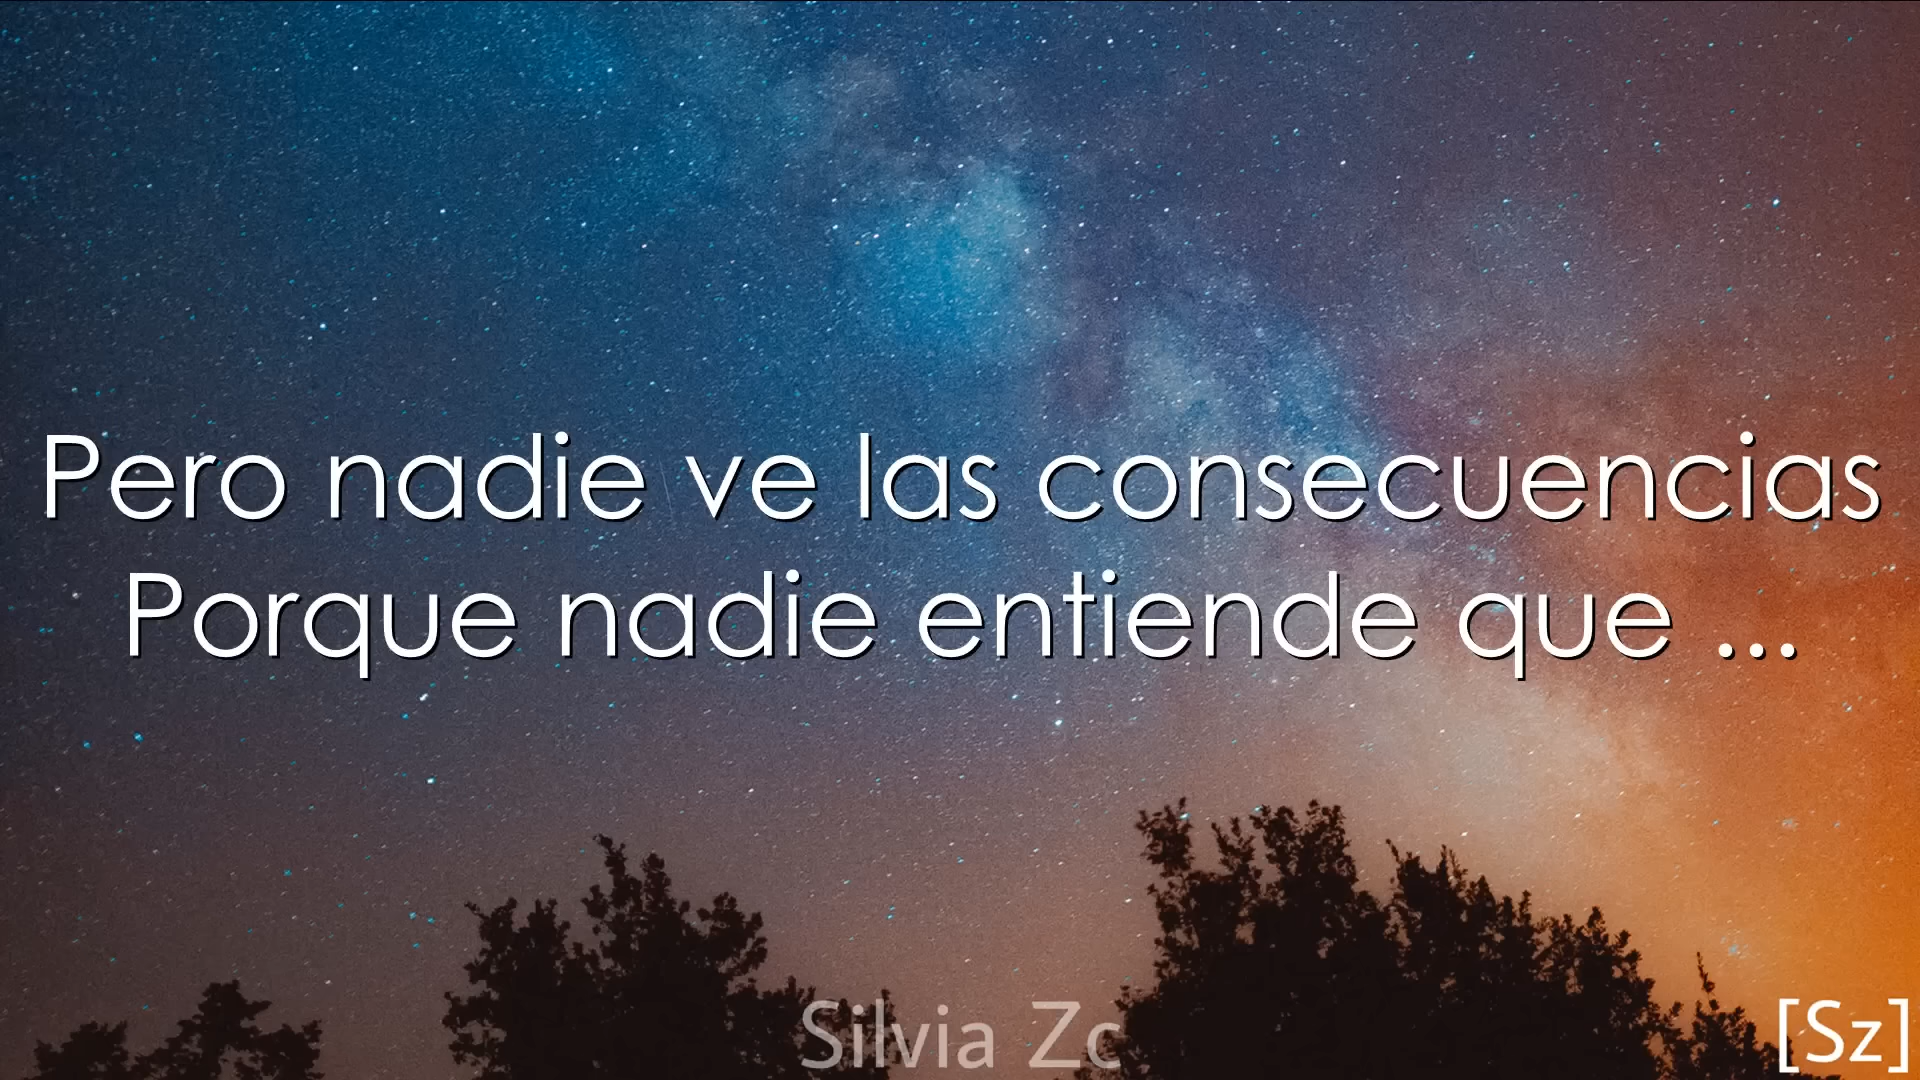 Pero nadie ve las consecuencias
Porque nadie entiende que ...
Silvia Zc
[Sz]